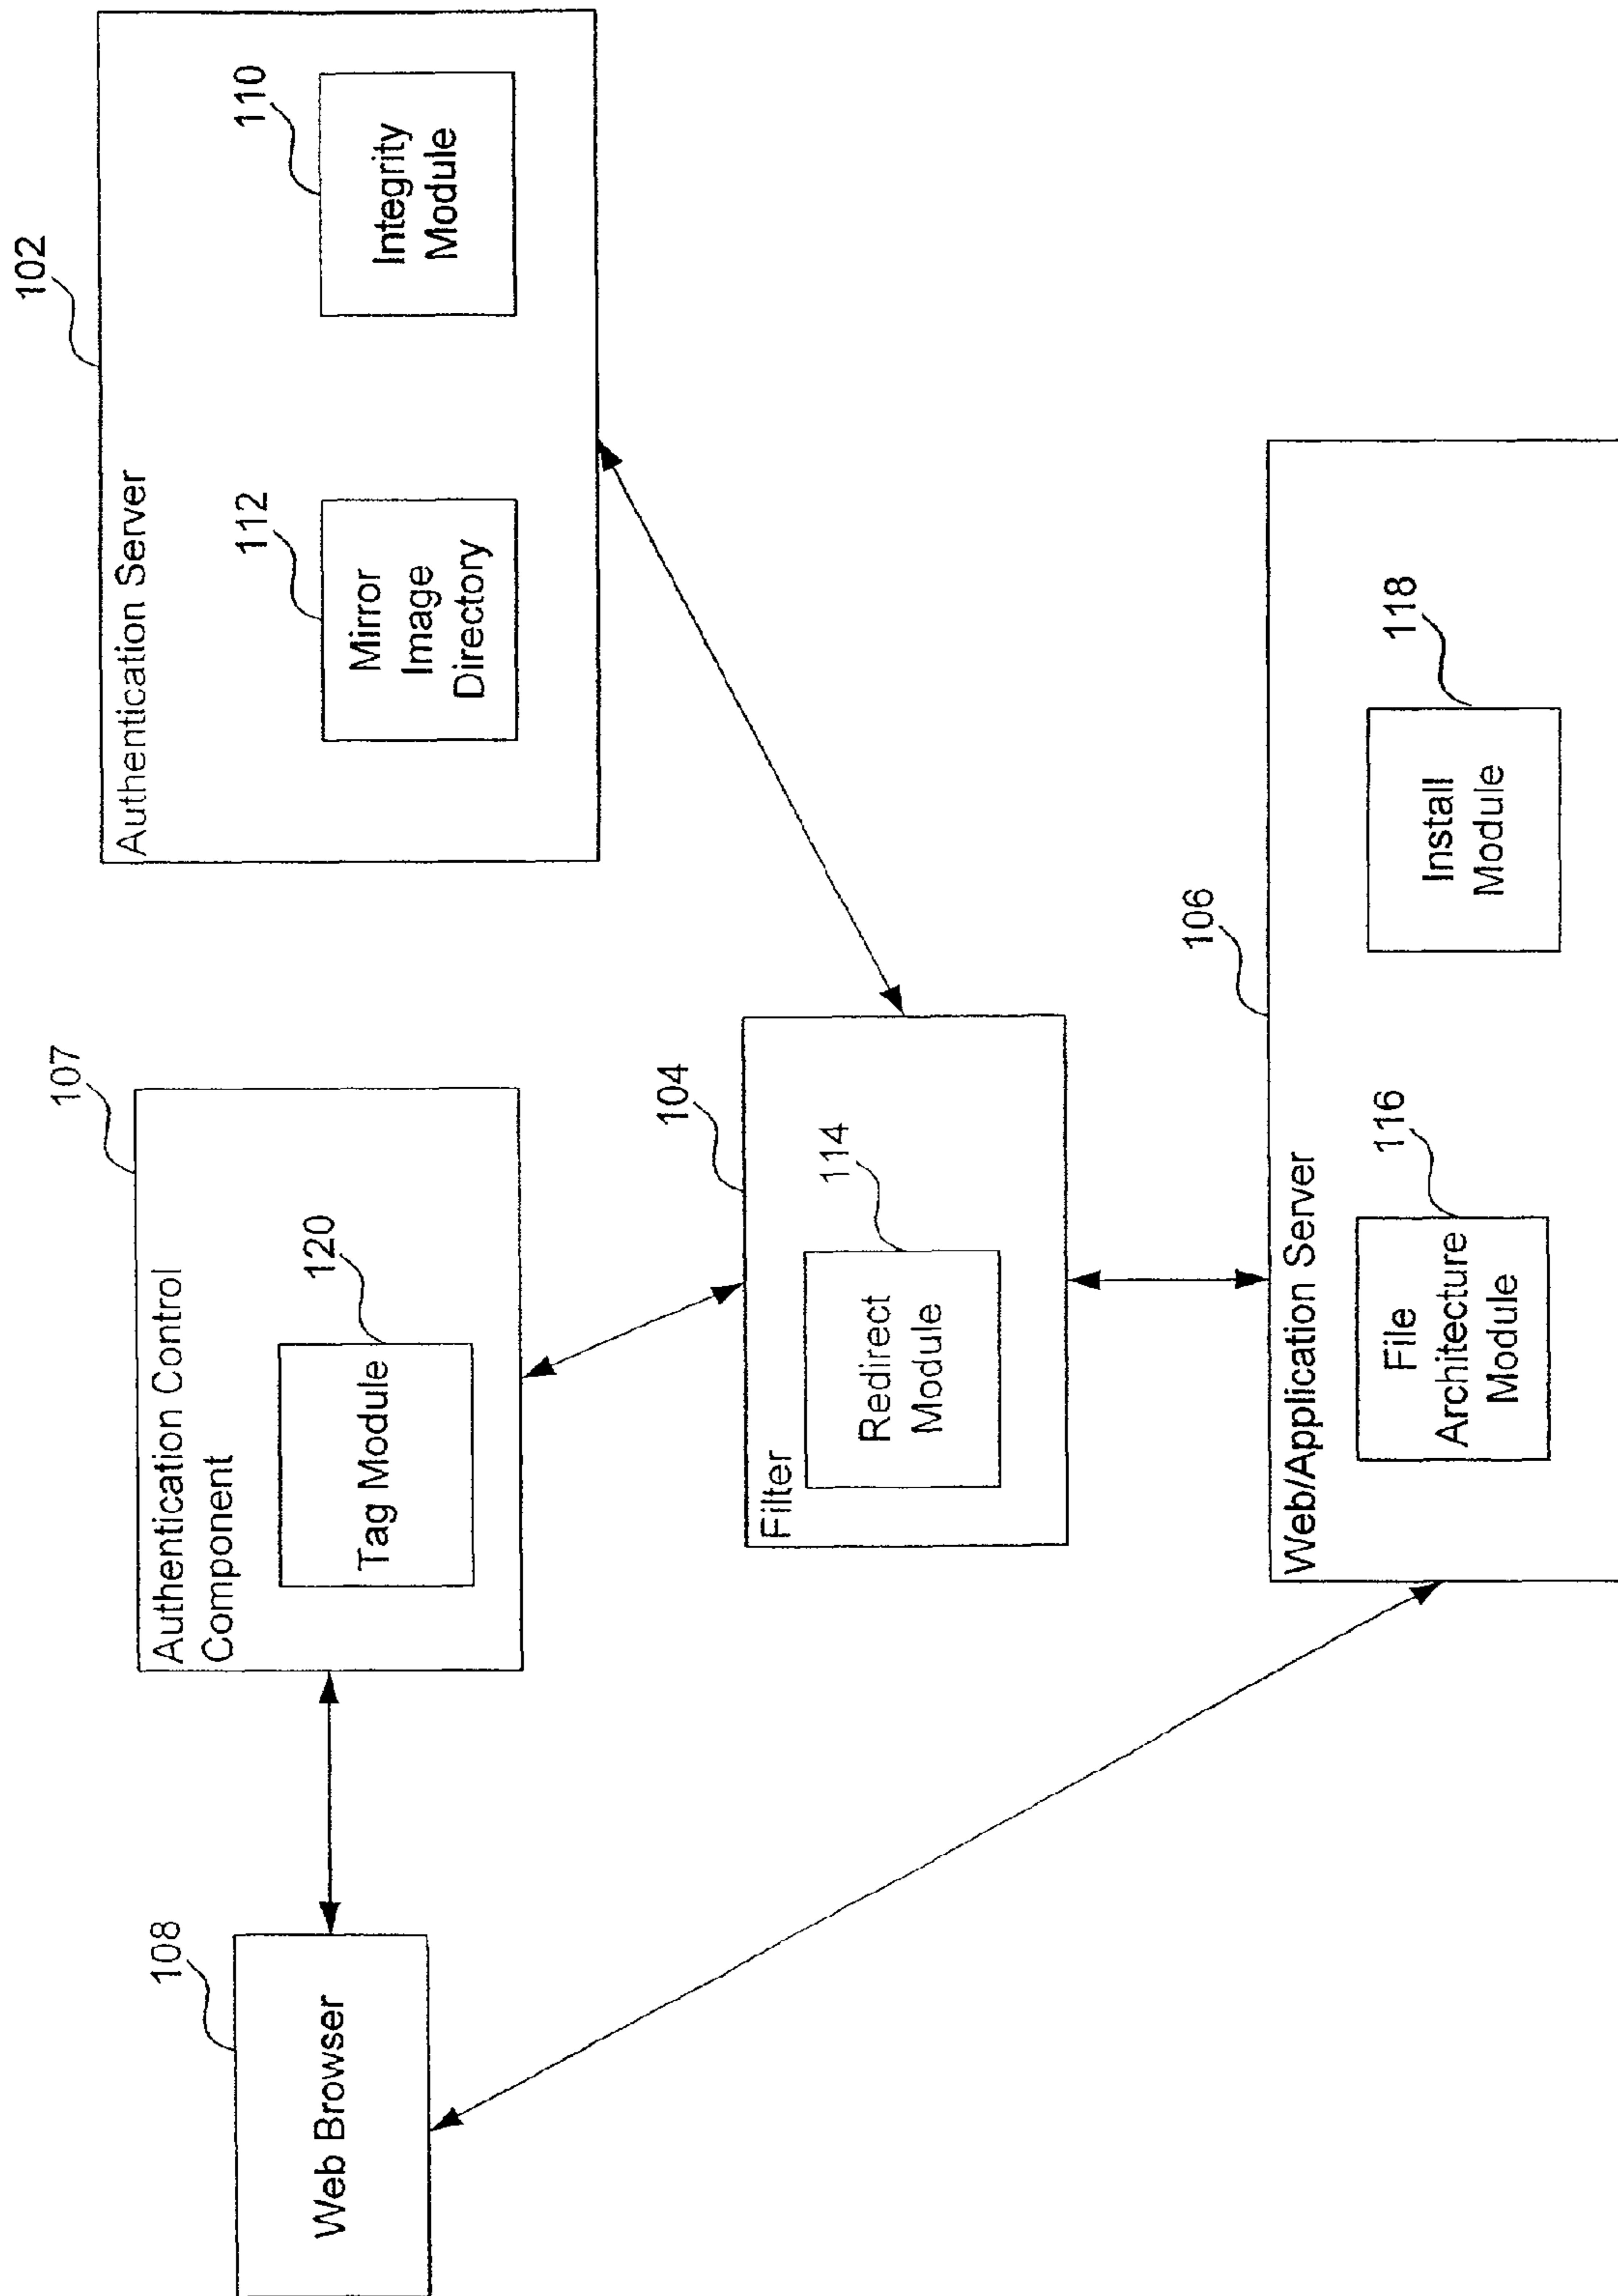 108
Web Browser
107
Authentication Control
Component
120
Tag Module
102
Authentication Server
112
Mirror
Image
Directory
110
Integrity
Module
104
Filter
114
Redirect
Module
106
Web/Application Server
116
File
Architecture
Module
118
Install
Module